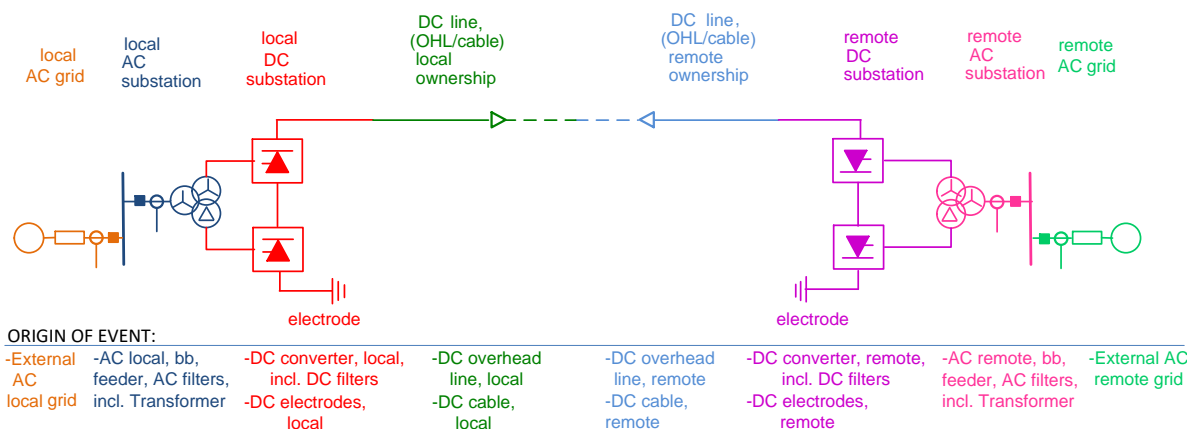 local
AC grid
local
AC
substation
local
DC
substation
DC line,
(OHL/cable)
local
ownership
DC line,
(OHL/cable)
remote
ownership
remote
DC
substation
remote
AC
substation
remote
AC grid
electrode
electrode
ORIGIN OF EVENT:
-External
AC
local grid
-AC local, bb,
feeder, AC filters,
incl. Transformer
-DC converter, local,
incl. DC filters
-DC electrodes,
local
-DC overhead
line, local
-DC cable,
local
-DC overhead
line, remote
-DC cable,
remote
-DC converter, remote,
incl. DC filters
-DC electrodes,
remote
-AC remote, bb,
feeder, AC filters,
incl. Transformer
-External AC
remote grid